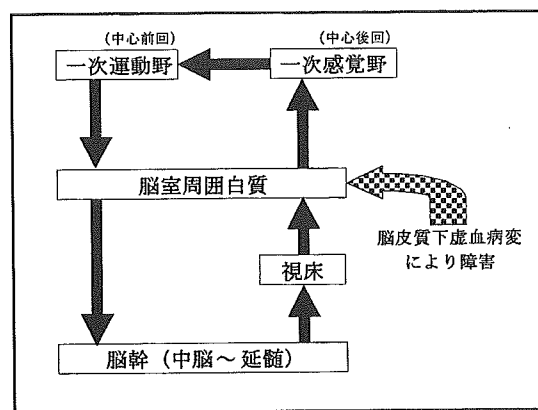 (中心前回)
(中心後回)
一次運動野
一次感覚野
脳室周囲白質
脳皮質下虚血病変
により障害
視床
脳幹(中脳~延髄)